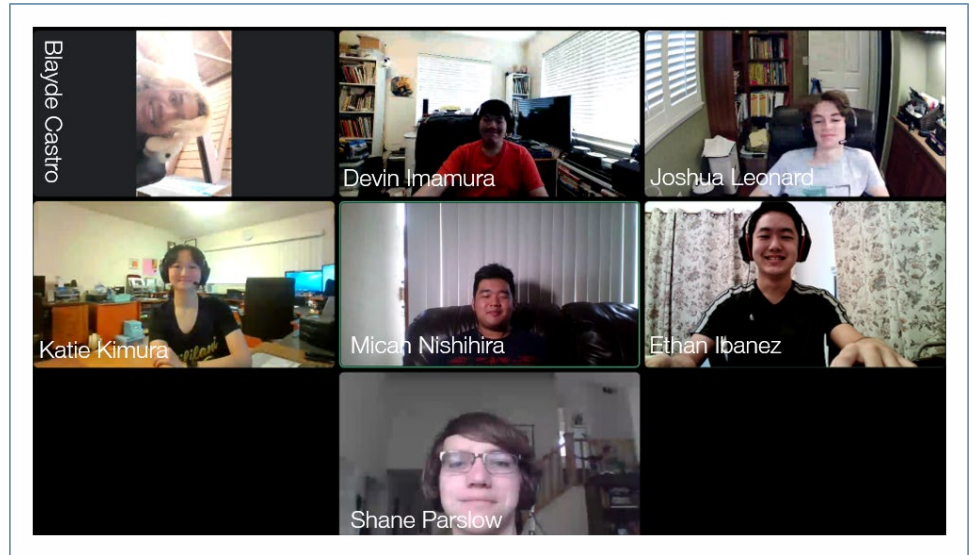 Blayde Castro
Devin Imamura
Joshua Leonard
Katie Kimura
Micah Nishihira
Ethan Ibanez
Shane Parslow